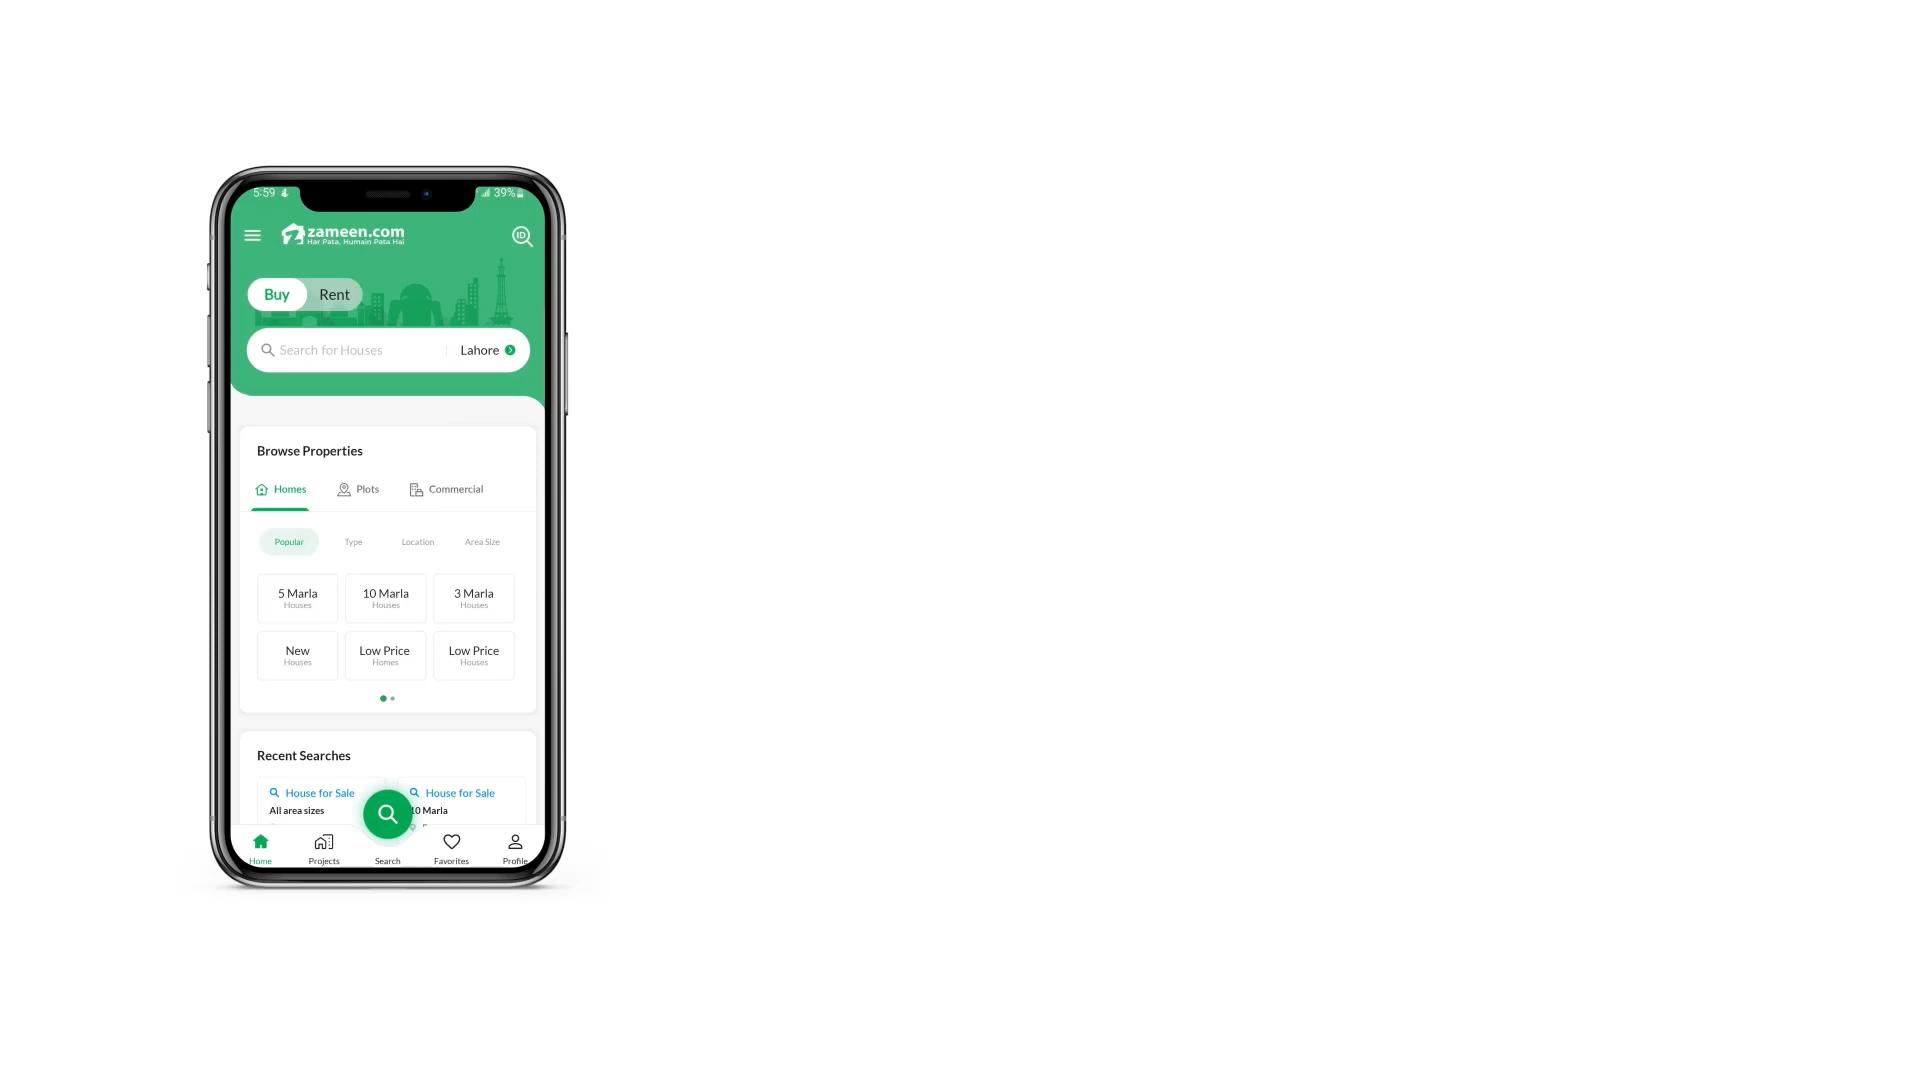 5:59
39%
zameen.com
Har Pata, Humain Pata Hai
ID
Buy Rent
Search for Houses Lahore
Browse Properties
Homes Plots Commercial
Popular Type Location Area Size
5 Marla 10 Marla 3 Marla
Houses Houses Houses
New Low Price Low Price
Houses Homes Houses
Recent Searches
House for Sale House for Sale
All area sizes 10 Marla
Home Projects Search Favorites Profile